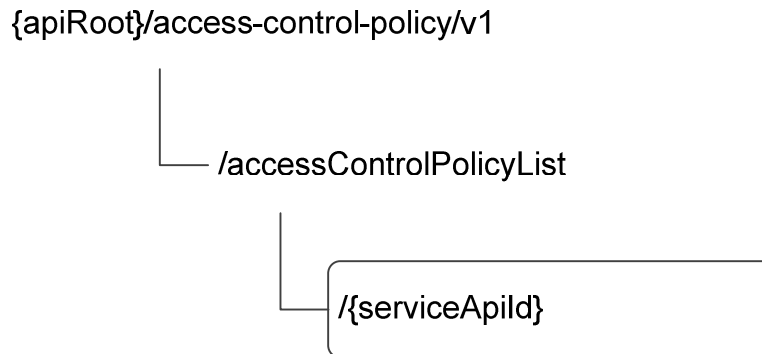 {apiRoot}/access-control-policy/v1
/accessControlPolicyList
/{serviceApiId}